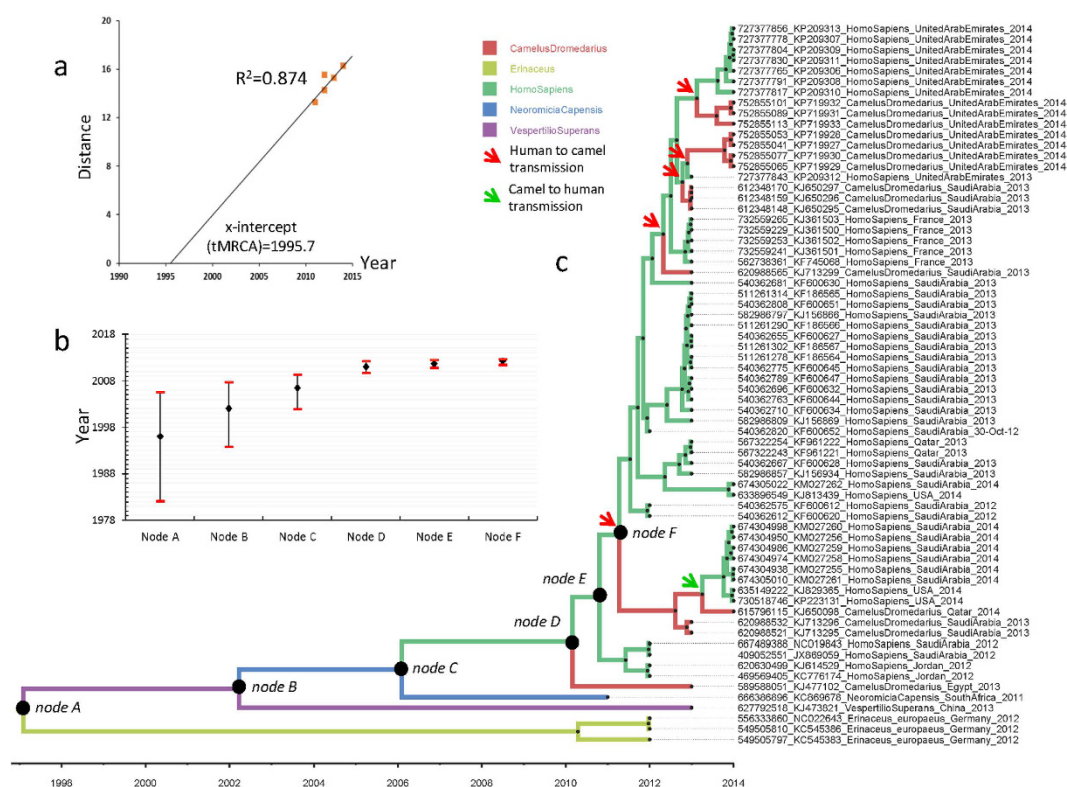 a
20
16
12
8
4
0
Distance
R²=0.874
x-intercept
(tMRCA)=1995.7
1990
1995
2000
2005
2010
2015
Year
CamelusDromedarius
Erinaceus
HomoSapiens
NeoromiciaCapensis
VespertilioSuperans
Human to camel
transmission
Camel to human
transmission
b
2018
2008
1998
1988
1978
Year
Node A
Node B
Node C
Node D
Node E
Node F
c
727377856_KP209313_HomoSapiens_UnitedArabEmirates_2014
727377778_KP209307_HomoSapiens_UnitedArabEmirates_2014
727377804_KP209309_HomoSapiens_UnitedArabEmirates_2014
727377830_KP209311_HomoSapiens_UnitedArabEmirates_2014
727377765_KP209306_HomoSapiens_UnitedArabEmirates_2014
727377791_KP209308_HomoSapiens_UnitedArabEmirates_2014
727377817_KP209310_HomoSapiens_UnitedArabEmirates_2014
752855101_KP719932_CamelusDromedarius_UnitedArabEmirates_2014
752855089_KP719931_CamelusDromedarius_UnitedArabEmirates_2014
752855113_KP719933_CamelusDromedarius_UnitedArabEmirates_2014
752855053_KP719928_CamelusDromedarius_UnitedArabEmirates_2014
752855041_KP719927_CamelusDromedarius_UnitedArabEmirates_2014
752855077_KP719930_CamelusDromedarius_UnitedArabEmirates_2014
752855065_KP719929_CamelusDromedarius_UnitedArabEmirates_2014
727377843_KP209312_HomoSapiens_UnitedArabEmirates_2013
612348170_KJ650297_CamelusDromedarius_SaudiArabia_2013
612348159_KJ650296_CamelusDromedarius_SaudiArabia_2013
612348148_KJ650295_CamelusDromedarius_SaudiArabia_2013
732559265_KJ361503_HomoSapiens_France_2013
732559229_KJ361500_HomoSapiens_France_2013
732559253_KJ361502_HomoSapiens_France_2013
732559241_KJ361501_HomoSapiens_France_2013
562738361_KF745068_HomoSapiens_France_2013
620988565_KJ713299_CamelusDromedarius_SaudiArabia_2013
540362681_KF600630_HomoSapiens_SaudiArabia_2013
511261314_KF186565_HomoSapiens_SaudiArabia_2013
540362808_KF600651_HomoSapiens_SaudiArabia_2013
582986797_KJ156866_HomoSapiens_SaudiArabia_2013
511261290_KF186566_HomoSapiens_SaudiArabia_2013
540362655_KF600627_HomoSapiens_SaudiArabia_2013
511261302_KF186567_HomoSapiens_SaudiArabia_2013
511261278_KF186564_HomoSapiens_SaudiArabia_2013
540362775_KF600645_HomoSapiens_SaudiArabia_2013
540362789_KF600647_HomoSapiens_SaudiArabia_2013
540362696_KF600632_HomoSapiens_SaudiArabia_2013
540362763_KF600644_HomoSapiens_SaudiArabia_2013
540362710_KF600634_HomoSapiens_SaudiArabia_2013
582986809_KJ156869_HomoSapiens_SaudiArabia_2013
540362820_KF600652_HomoSapiens_SaudiArabia_30-Oct-12
567322254_KF961222_HomoSapiens_Qatar_2013
567322243_KF961221_HomoSapiens_Qatar_2013
540362667_KF600628_HomoSapiens_SaudiArabia_2013
582986857_KJ156934_HomoSapiens_SaudiArabia_2013
674305022_KM027262_HomoSapiens_SaudiArabia_2014
633896549_KJ813439_HomoSapiens_USA_2014
540362575_KF600612_HomoSapiens_SaudiArabia_2012
540362612_KF600620_HomoSapiens_SaudiArabia_2012
674304998_KM027260_HomoSapiens_SaudiArabia_2014
674304950_KM027256_HomoSapiens_SaudiArabia_2014
674304986_KM027259_HomoSapiens_SaudiArabia_2014
674304974_KM027258_HomoSapiens_SaudiArabia_2014
674304938_KM027255_HomoSapiens_SaudiArabia_2014
674305010_KM027261_HomoSapiens_SaudiArabia_2014
635149222_KJ829365_HomoSapiens_USA_2014
730518746_KP223131_HomoSapiens_USA_2014
615796115_KJ650098_CamelusDromedarius_Qatar_2014
620988532_KJ713296_CamelusDromedarius_SaudiArabia_2013
620988521_KJ713295_CamelusDromedarius_SaudiArabia_2013
667489388_NC019843_HomoSapiens_SaudiArabia_2012
409052551_JX869059_HomoSapiens_SaudiArabia_2012
620630499_KJ614529_HomoSapiens_Jordan_2012
469569405_KC776174_HomoSapiens_Jordan_2012
589588051_KJ477102_CamelusDromedarius_Egypt_2013
666386896_KC869678_NeoromiciaCapensis_SouthAfrica_2011
627792518_KJ473821_VespertilioSuperans_China_2013
556333860_NC022643_Erinaceus_europaeus_Germany_2012
549505810_KC545386_Erinaceus_europaeus_Germany_2012
549505797_KC545383_Erinaceus_europaeus_Germany_2012
node F
node E
node D
node C
node B
node A
1998
2000
2002
2004
2006
2008
2010
2012
2014